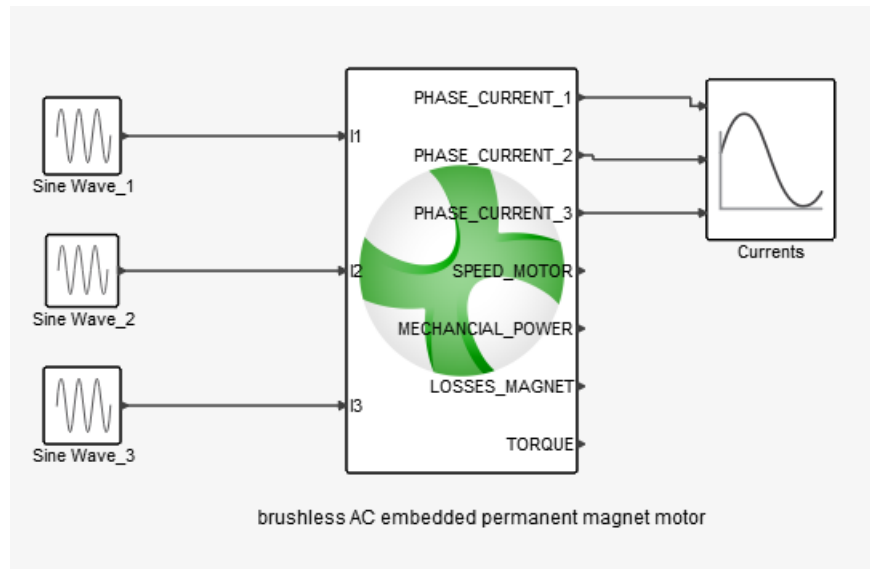 Sine Wave_1
Sine Wave_2
Sine Wave_3
I1
I2
I3
PHASE_CURRENT_1
PHASE_CURRENT_2
PHASE_CURRENT_3
SPEED_MOTOR
MECHANCIAL_POWER
LOSSES_MAGNET
TORQUE
Currents
brushless AC embedded permanent magnet motor